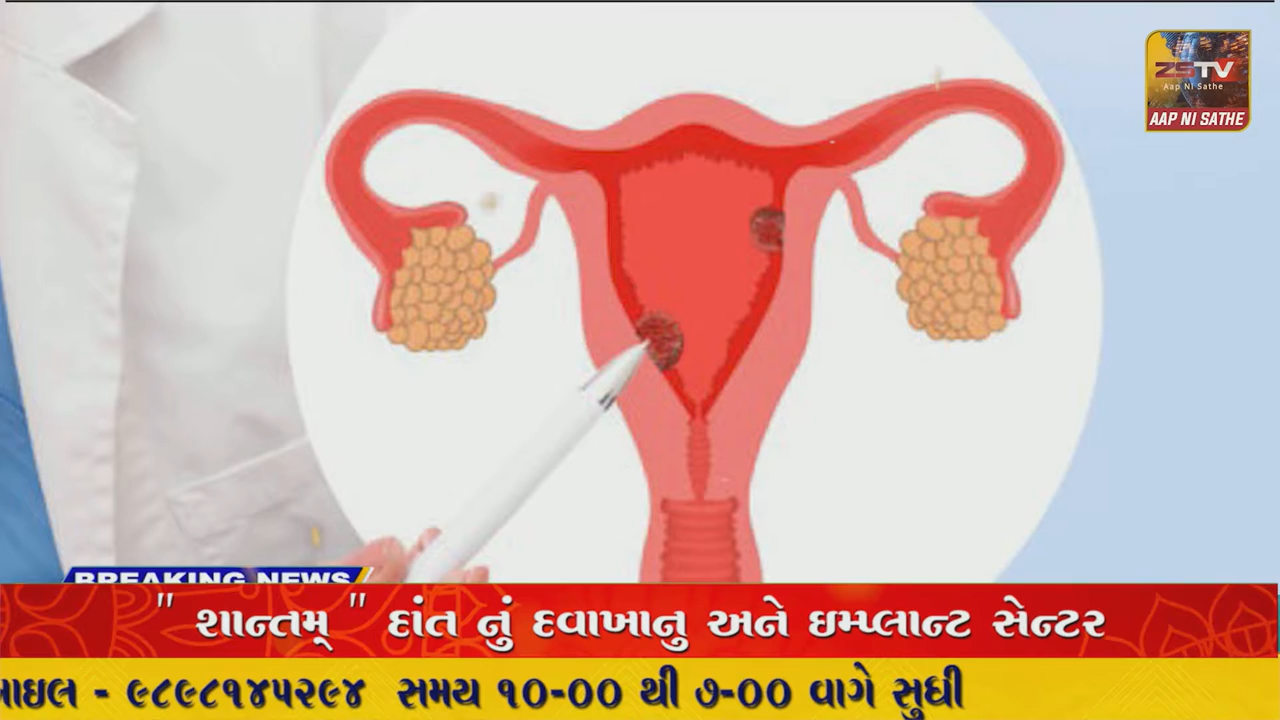 ZSTV
Aap Ni Sathe
AAP NI SATHE
BREAKING NEWS
" શાન્તમ્ " દાંત નું દવાખાનુ અને ઇમ્પ્લાન્ટ સેન્ટર
- ૯૮૯૮૧૪૫૨૯૪ સમય ૧૦-૦૦ થી ૭-૦૦ વાગે સુધી